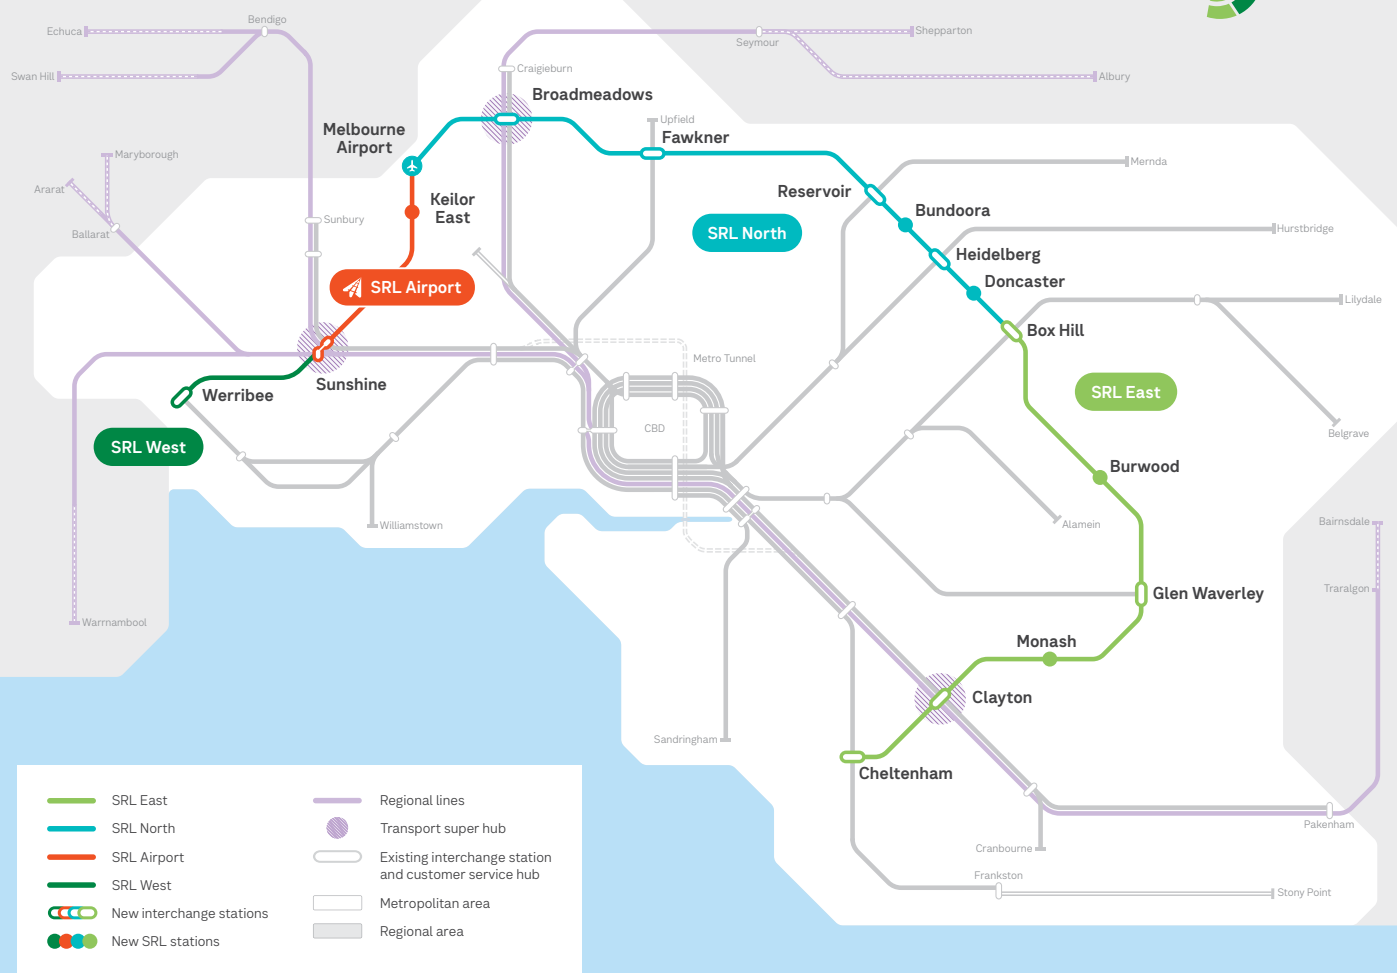 Echuca
Bendigo
Swan Hill
Seymour
Shepparton
Albury
Craigieburn
Broadmeadows
Melbourne
Airport
Upfield
Fawkner
Maryborough
Ararat
Ballarat
Keilor
East
Mernda
Reservoir
Bundoora
Sunbury
SRL North
Hurstbridge
Heidelberg
Doncaster
SRL Airport
Lilydale
Box Hill
Metro Tunnel
Sunshine
Werribee
SRL East
CBD
Belgrave
SRL West
Burwood
Williamstown
Alamein
Bairnsdale
Traralgon
Glen Waverley
Warrnambool
Monash
Clayton
Sandringham
Cheltenham
Pakenham
Cranbourne
Frankston
Stony Point
SRL East
SRL North
SRL Airport
SRL West
New interchange stations
New SRL stations
Regional lines
Transport super hub
Existing interchange station
and customer service hub
Metropolitan area
Regional area